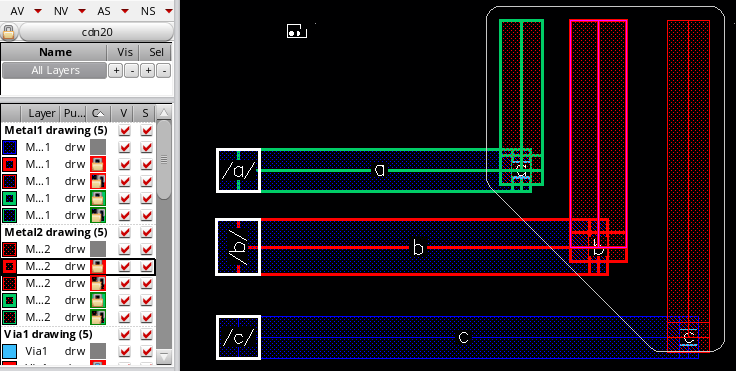 AV NV AS NS
cdn20
Name Vis Sel
All Layers + - + -
Layer Pu... C V S
Metal1 drawing (5)
M...1 drw
M...1 drw
M...1 drw
M...1 drw
M...1 drw
Metal2 drawing (5)
M...2 drw
M...2 drw
M...2 drw
M...2 drw
M...2 drw
Via1 drawing (5)
Via1 drw
/a/ a a
/b/ b b
/c/ c c